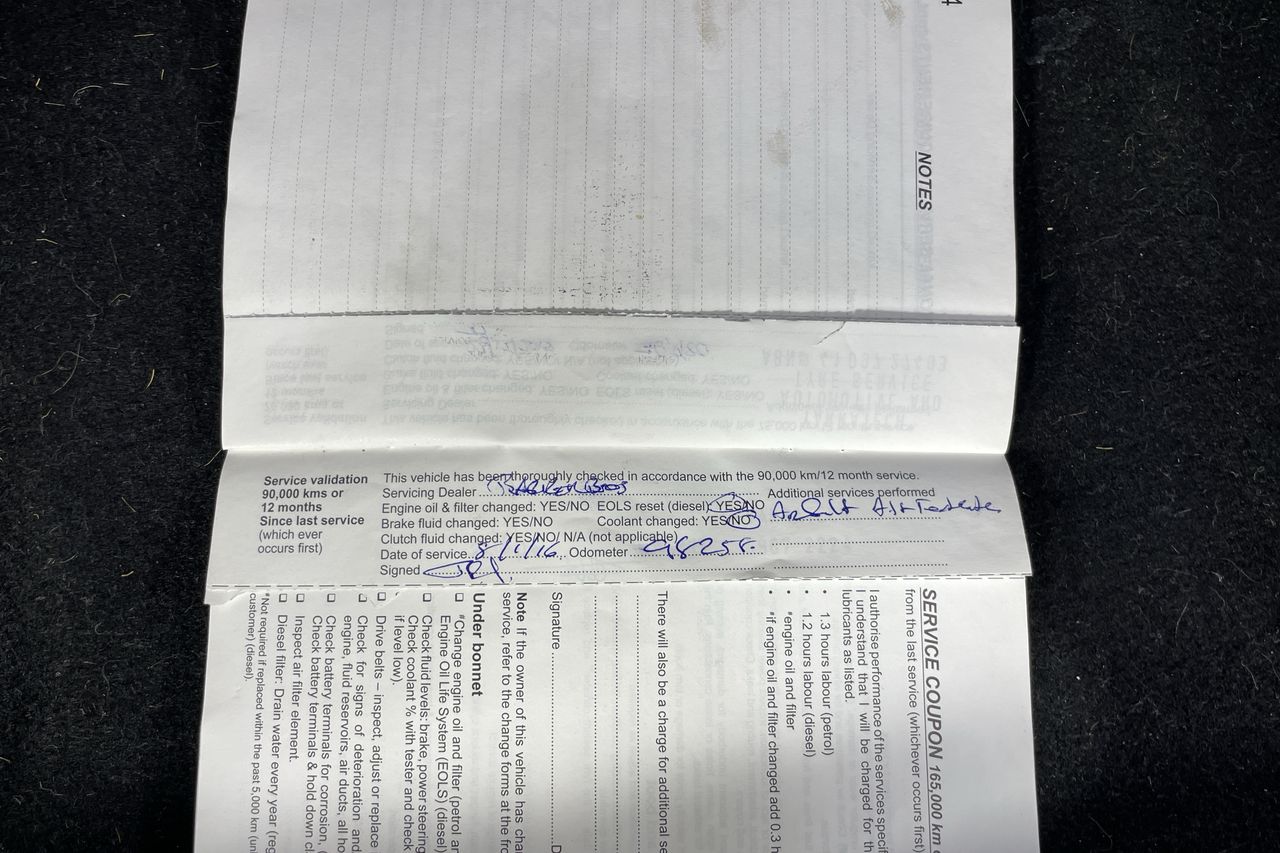 NOTES
Service validation
90,000 kms or
12 months
Since last service
(which ever
occurs first)
This vehicle has been thoroughly checked in accordance with the 90,000 km/12 month service.
Servicing Dealer
Engine oil & filter changed: YES/NO EOLS reset (diesel) YES/NO
Brake fluid changed: YES/NO Coolant changed: YES/NO
Clutch fluid changed: YES/NO/ N/A (not applicable)
Date of service 8/1/16 Odometer 98258
Signed
Additional services performed
SERVICE COUPON 165,000 km
from the last service (whichever occurs first)
I authorise performance of the services specif
I understand that I will be charged for th
lubricants as listed.
• 1.3 hours labour (petrol)
• 1.2 hours labour (diesel)
• *engine oil and filter
• *if engine oil and filter changed add 0.3 h
There will also be a charge for additional se
Signature
Note If the owner of this vehicle has cha
service, refer to the change forms at the fro
Under bonnet
*Change engine oil and filter (petrol ar
Engine Oil Life System (EOLS) (diesel)
Check fluid levels: brake, power steering
Check coolant % with tester and check
if level low).
Drive belts – inspect, adjust or replace
Check for signs of deterioration and
engine, fluid reservoirs, air ducts, all ho
Check battery terminals for corrosion,
Check battery terminals & hold down cl
Inspect air filter element.
Diesel filter: Drain water every year (reg
*Not required if replaced within the past 5,000 km (un
customer) (diesel).